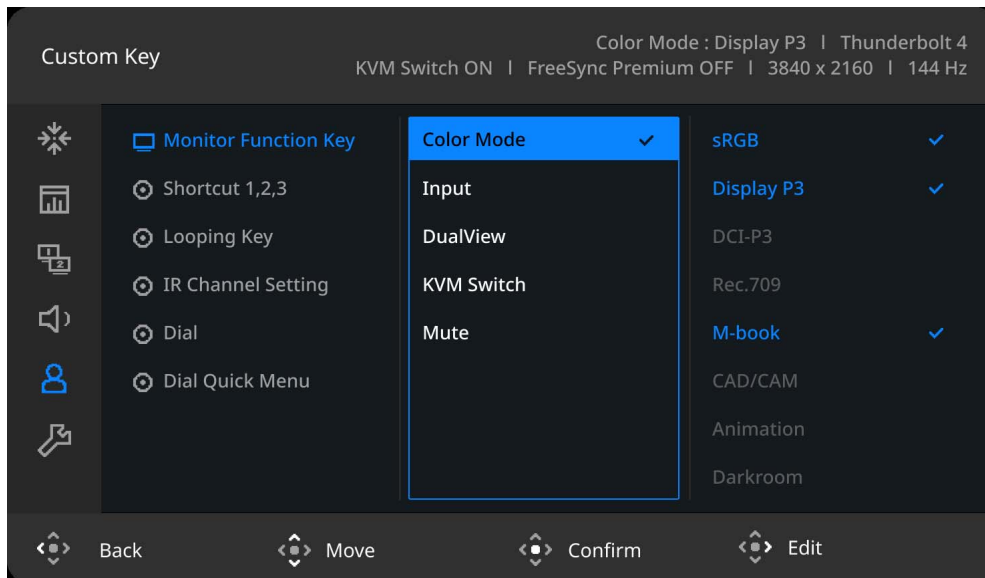 Custom Key
Color Mode : Display P3 I Thunderbolt 4
KVM Switch ON I FreeSync Premium OFF I 3840 x 2160 I 144 Hz
Monitor Function Key
Shortcut 1,2,3
Looping Key
IR Channel Setting
Dial
Dial Quick Menu
Color Mode
Input
DualView
KVM Switch
Mute
sRGB
Display P3
DCI-P3
Rec.709
M-book
CAD/CAM
Animation
Darkroom
1
2
Back
Move
Confirm
Edit